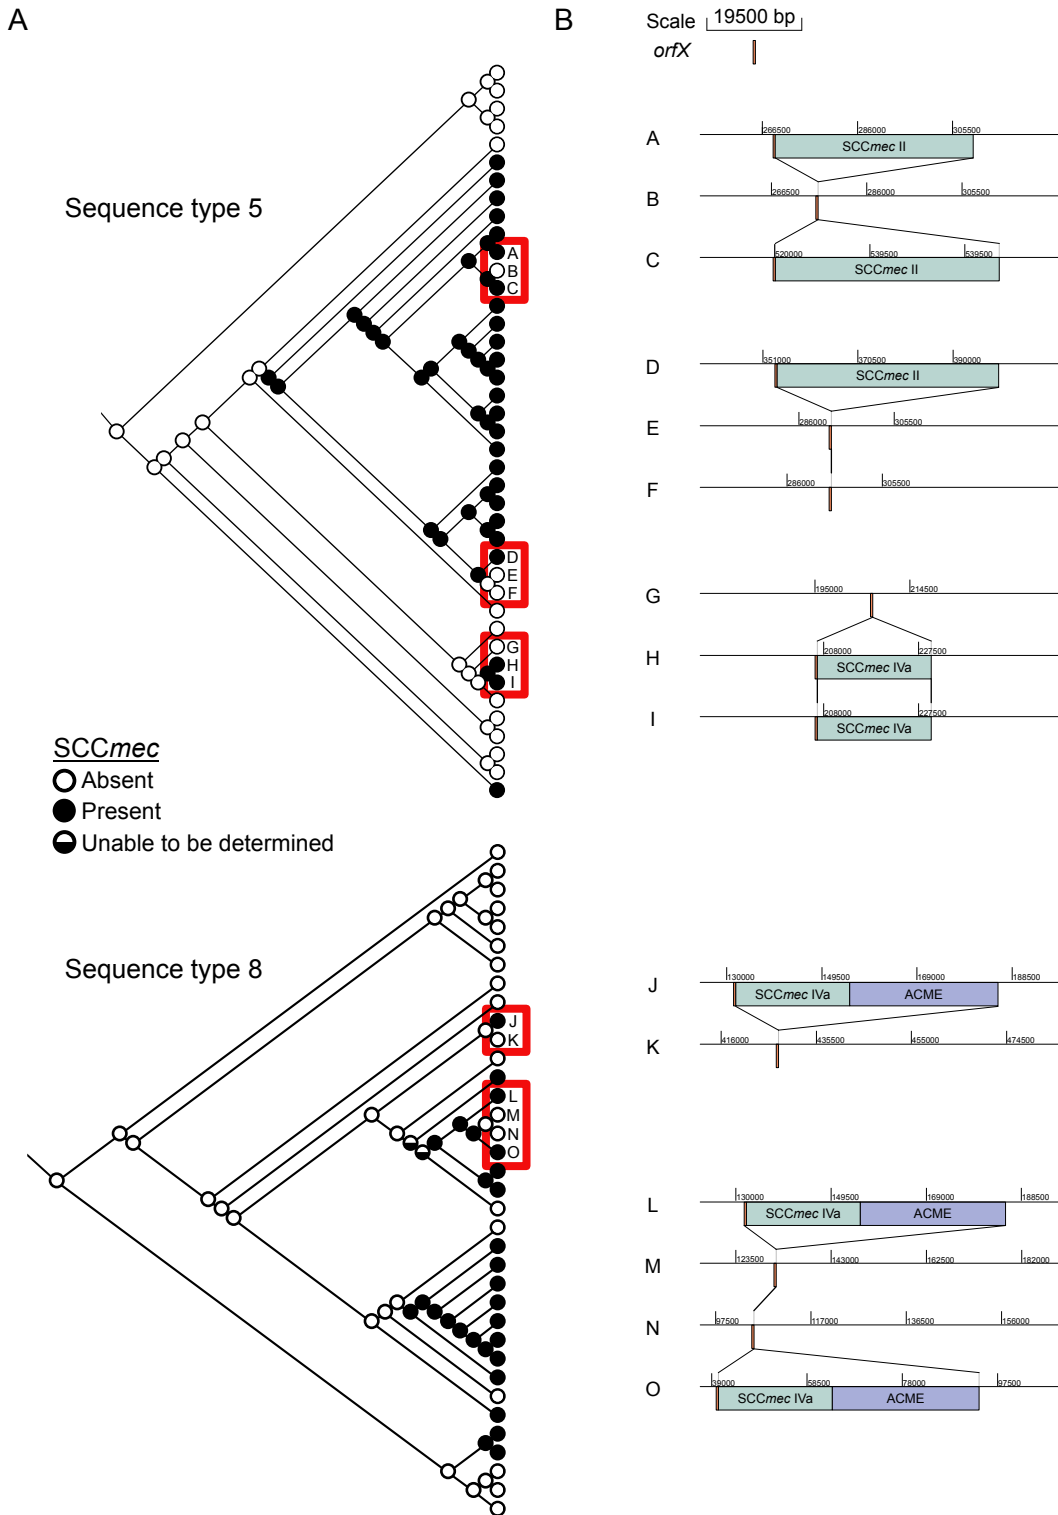 A
B
Scale 19500 bp
orfX
Sequence type 5
A
B
C
D
E
F
G
H
I
SCCmec
Absent
Present
Unable to be determined
Sequence type 8
J
K
L
M
N
O
A 266500 286000 305500
SCCmec II
B 266500 286000 305500
C 520000 539500 539500
SCCmec II
D 351000 370500 390000
SCCmec II
E 286000 305500
F 286000 305500
G 195000 214500
H 208000 227500
SCCmec IVa
I 208000 227500
SCCmec IVa
J 130000 149500 169000 188500
SCCmec IVa ACME
K 416000 435500 455000 474500
L 130000 149500 169000 188500
SCCmec IVa ACME
M 123500 143000 162500 182000
N 97500 117000 136500 156000
O 39000 58500 78000 97500
SCCmec IVa ACME